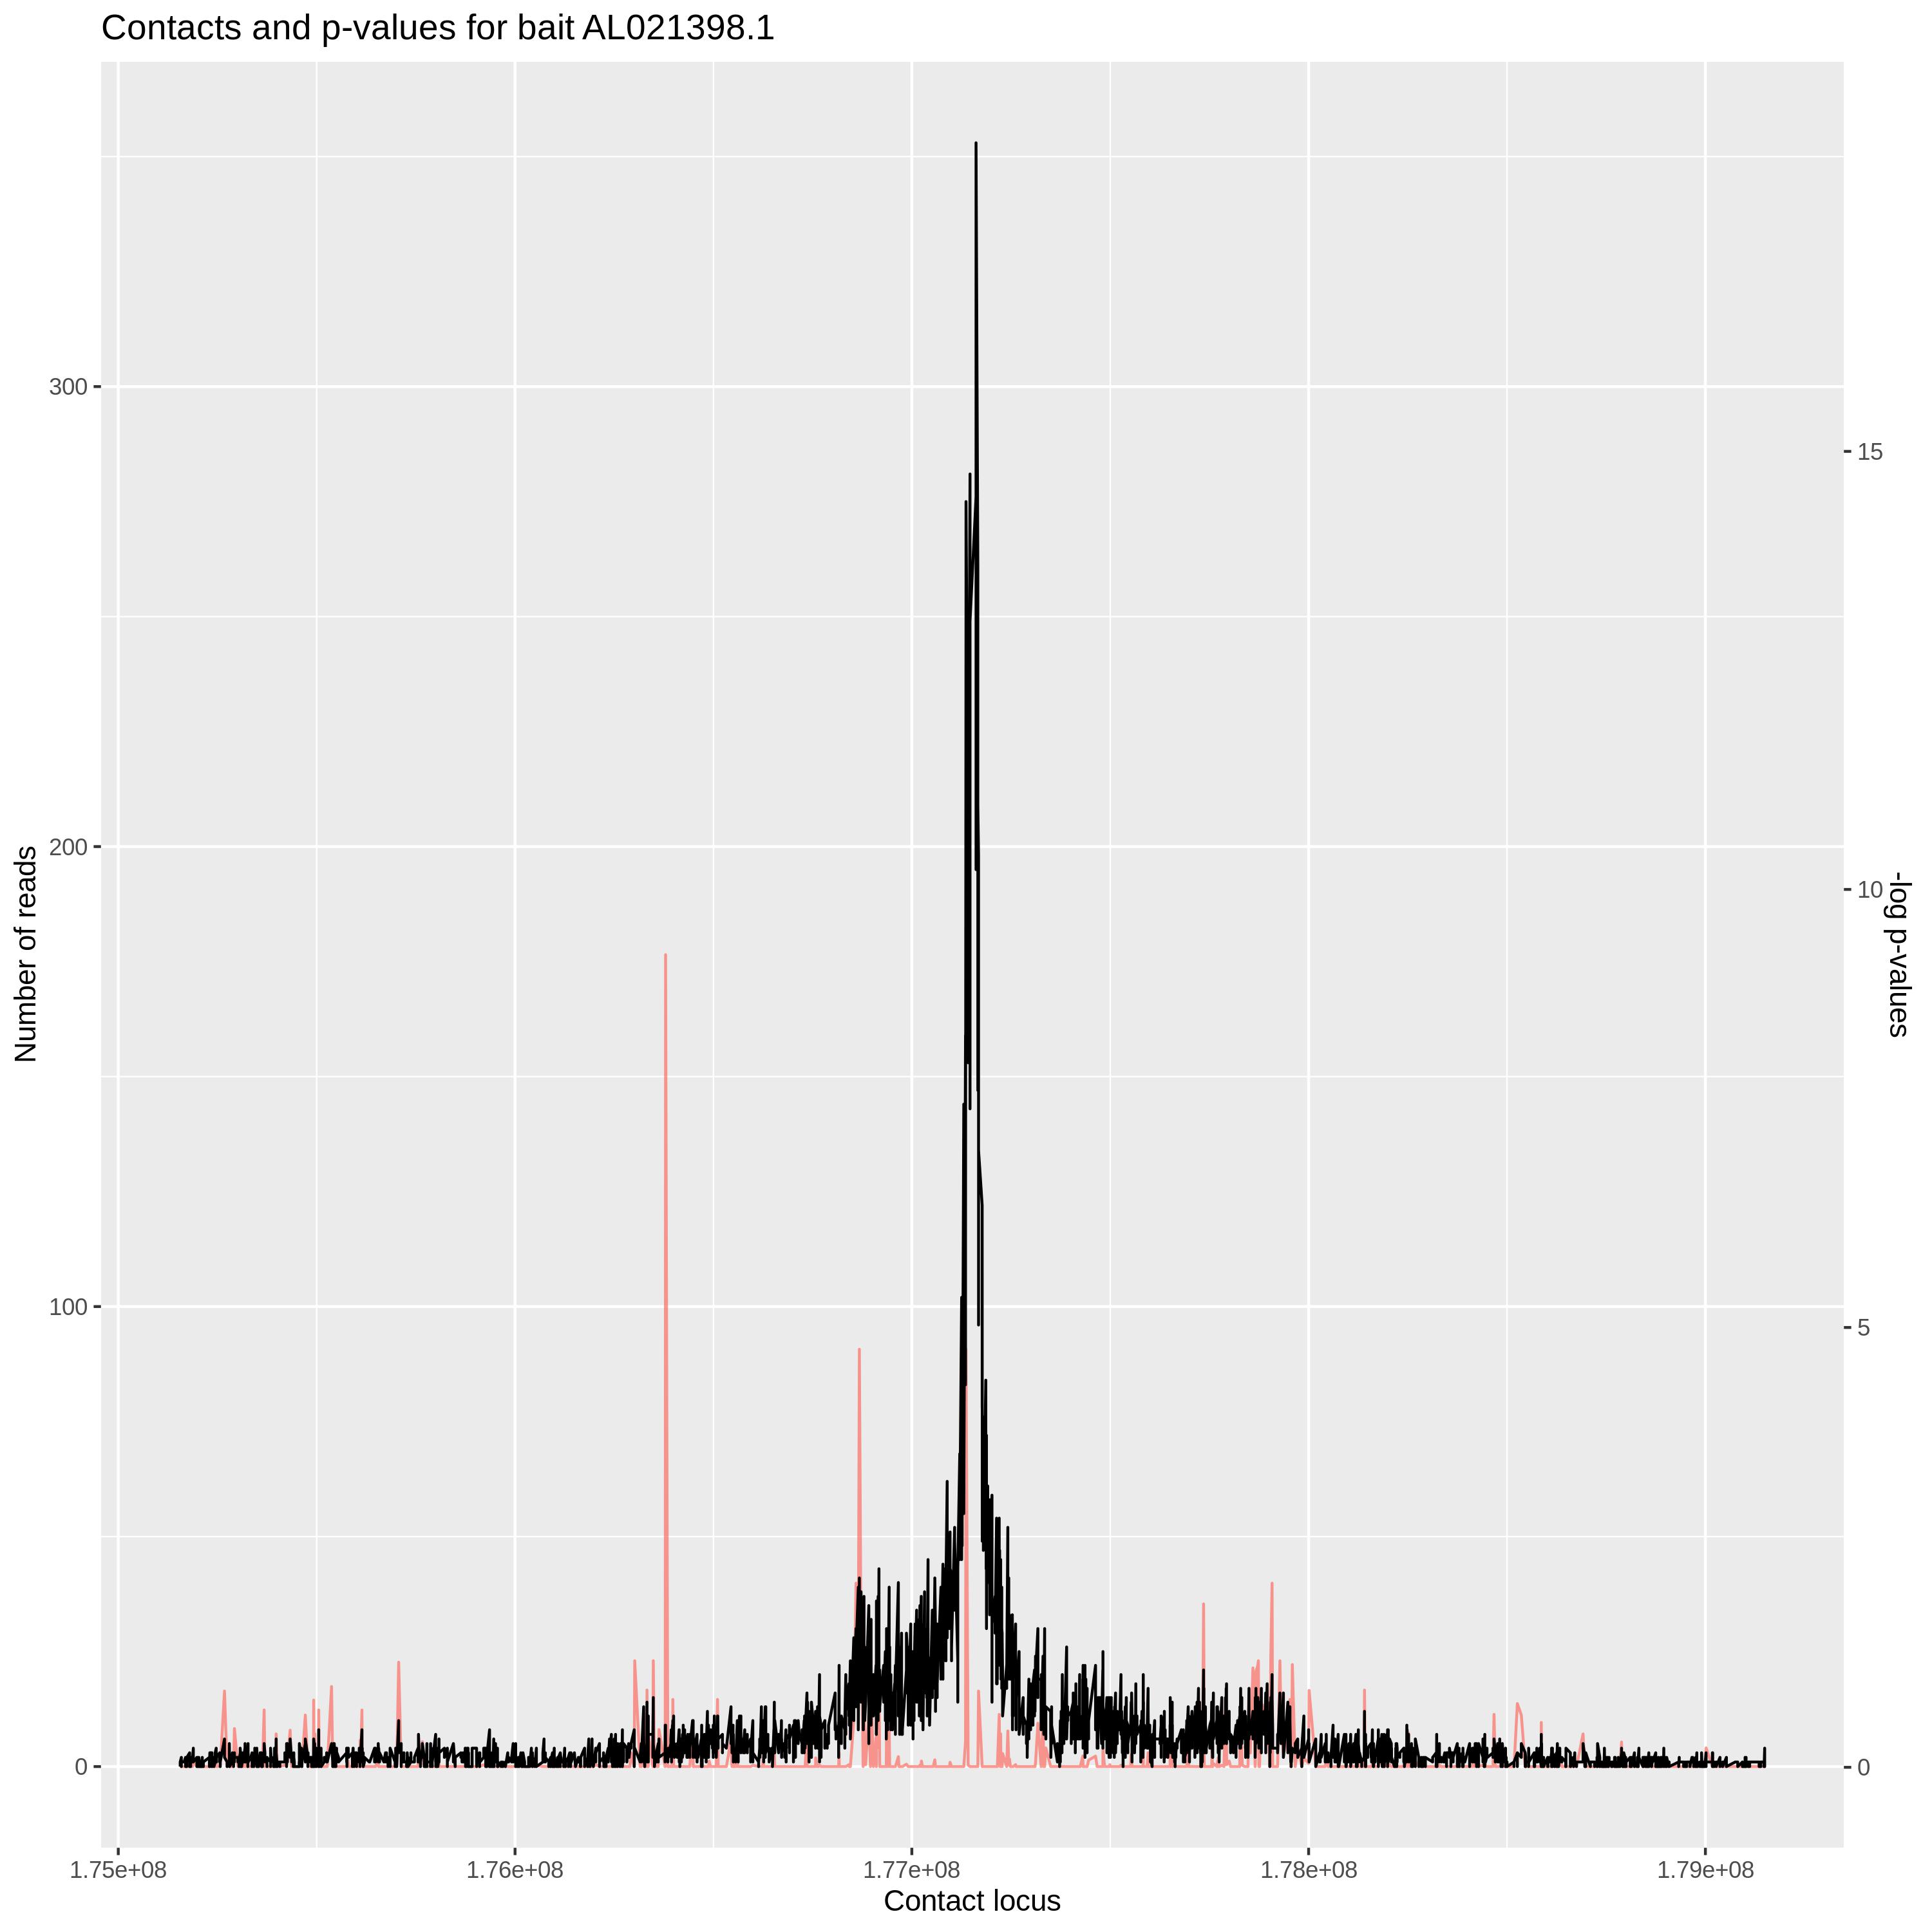 Contacts and p-values for bait AL021398.1
Number of reads
300
200
100
0
15
10
5
0
-log p-values
1.75e+08 1.76e+08 1.77e+08 1.78e+08 1.79e+08
Contact locus